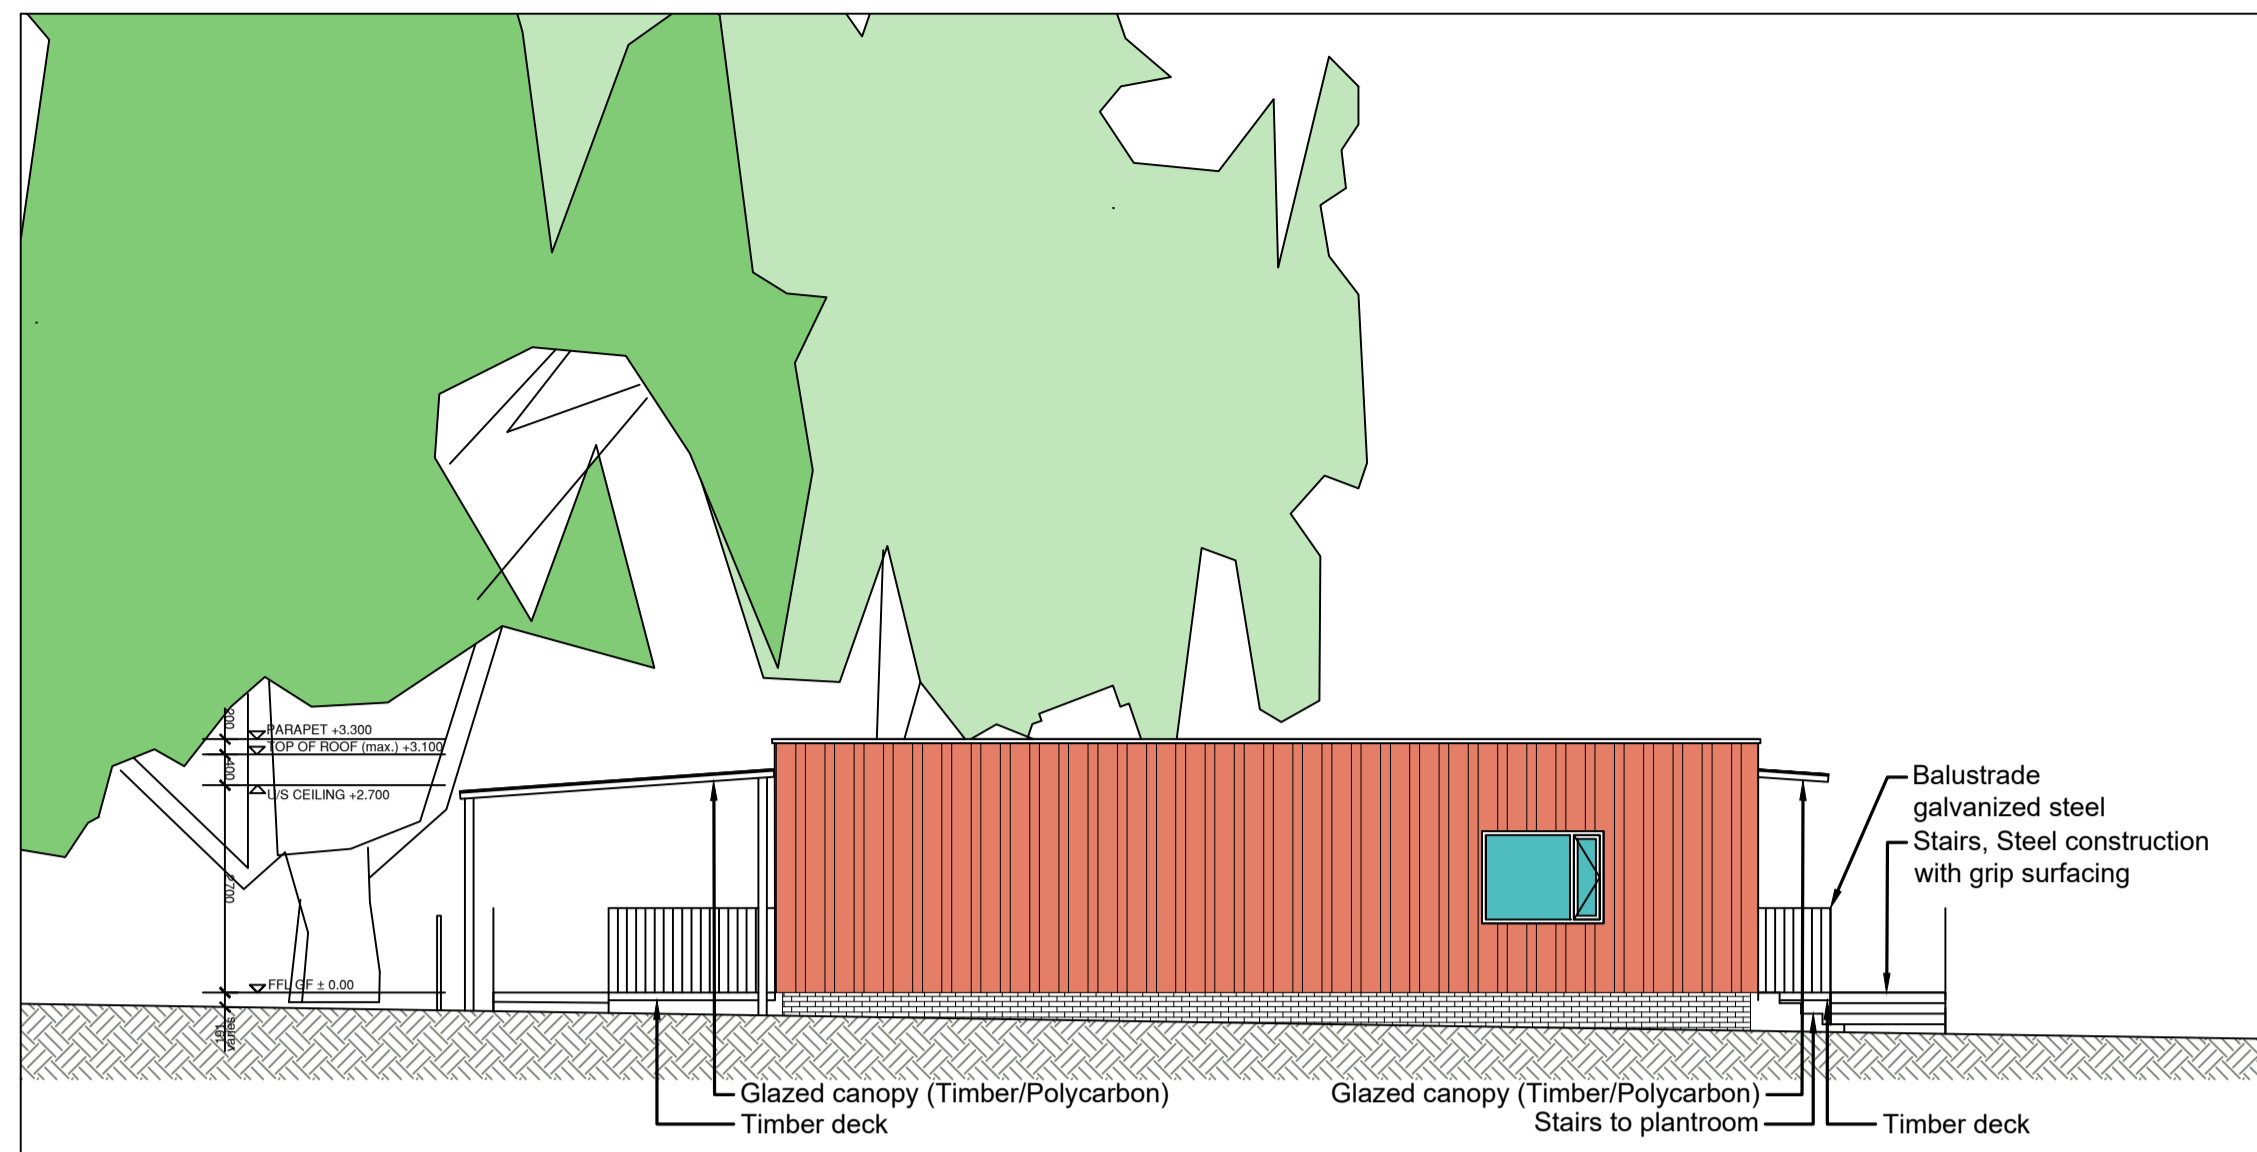 200
PARAPET +3.300
TOP OF ROOF (max.) +3.100
400
U/S CEILING +2.700
2700
FFL GF ± 0.00
191
varies
Balustrade
galvanized steel
Stairs, Steel construction
with grip surfacing
Glazed canopy (Timber/Polycarbon)
Timber deck
Glazed canopy (Timber/Polycarbon)
Stairs to plantroom
Timber deck